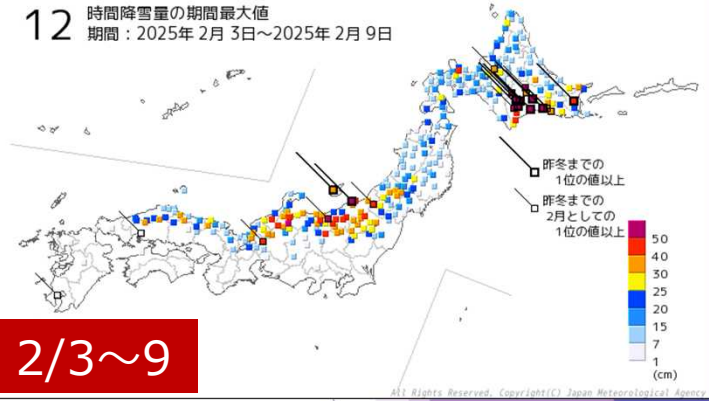 12 時間降雪量の期間最大値
期間：2025年 2月 3日～2025年 2月 9日
昨冬までの
1位の値以上
昨冬までの
2月としての
1位の値以上
50
40
30
25
20
15
7
1
(cm)
2/3～9
All Rights Reserved, Copyright(C) Japan Meteorological Agency